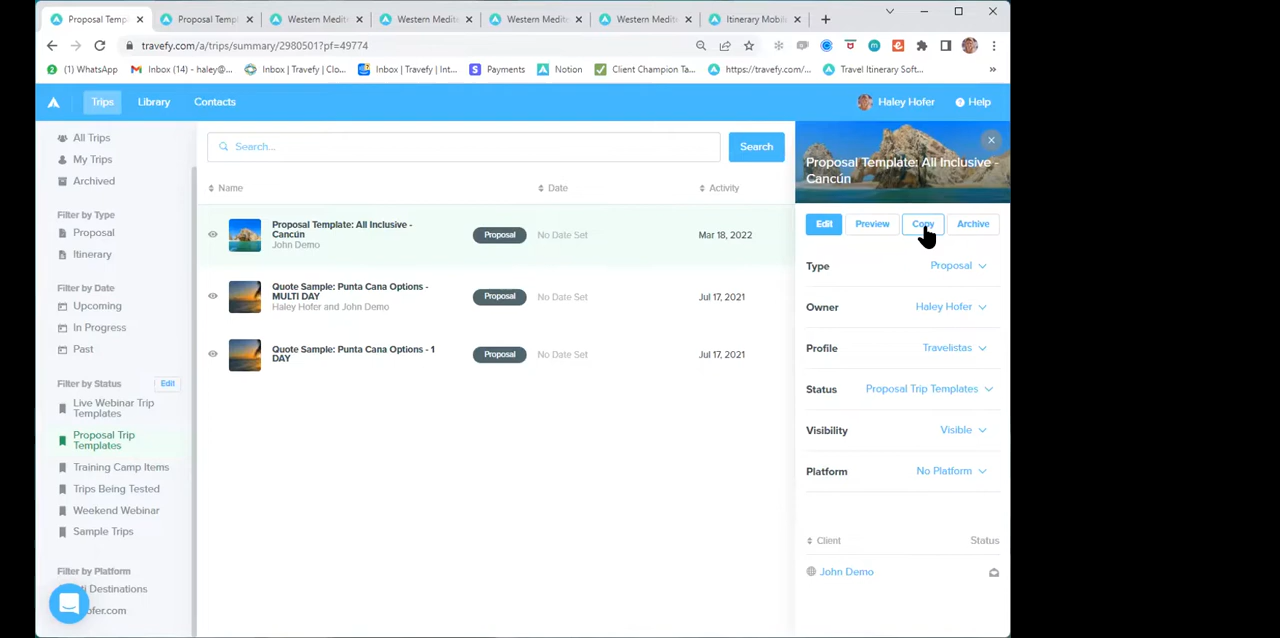 Proposal Temp
Proposal Temp
Western Medite
Western Medite
Western Medite
Western Medite
Itinerary Mobile
travefy.com/a/trips/summary/2980501?pf=49774
(1) WhatsApp
Inbox (14) - haley@...
Inbox | Travefy | Clo...
Inbox | Travefy | Int...
Payments
Notion
Client Champion Ta...
https://travefy.com/...
Travel Itinerary Soft...
»
Trips
Library
Contacts
Haley Hofer
Help
All Trips
My Trips
Archived
Filter by Type
Proposal
Itinerary
Filter by Date
Upcoming
In Progress
Past
Filter by Status
Edit
Live Webinar Trip
Templates
Proposal Trip
Templates
Training Camp Items
Trips Being Tested
Weekend Webinar
Sample Trips
Filter by Platform
ti Destinations
ofer.com
Search...
Search
Name
Date
Activity
Proposal Template: All Inclusive -
Cancún
John Demo
Proposal
No Date Set
Mar 18, 2022
Quote Sample: Punta Cana Options -
MULTI DAY
Haley Hofer and John Demo
Proposal
No Date Set
Jul 17, 2021
Quote Sample: Punta Cana Options - 1
DAY
Proposal
No Date Set
Jul 17, 2021
Proposal Template: All Inclusive -
Cancún
Edit
Preview
Copy
Archive
Type
Proposal
Owner
Haley Hofer
Profile
Travelistas
Status
Proposal Trip Templates
Visibility
Visible
Platform
No Platform
Client
Status
John Demo